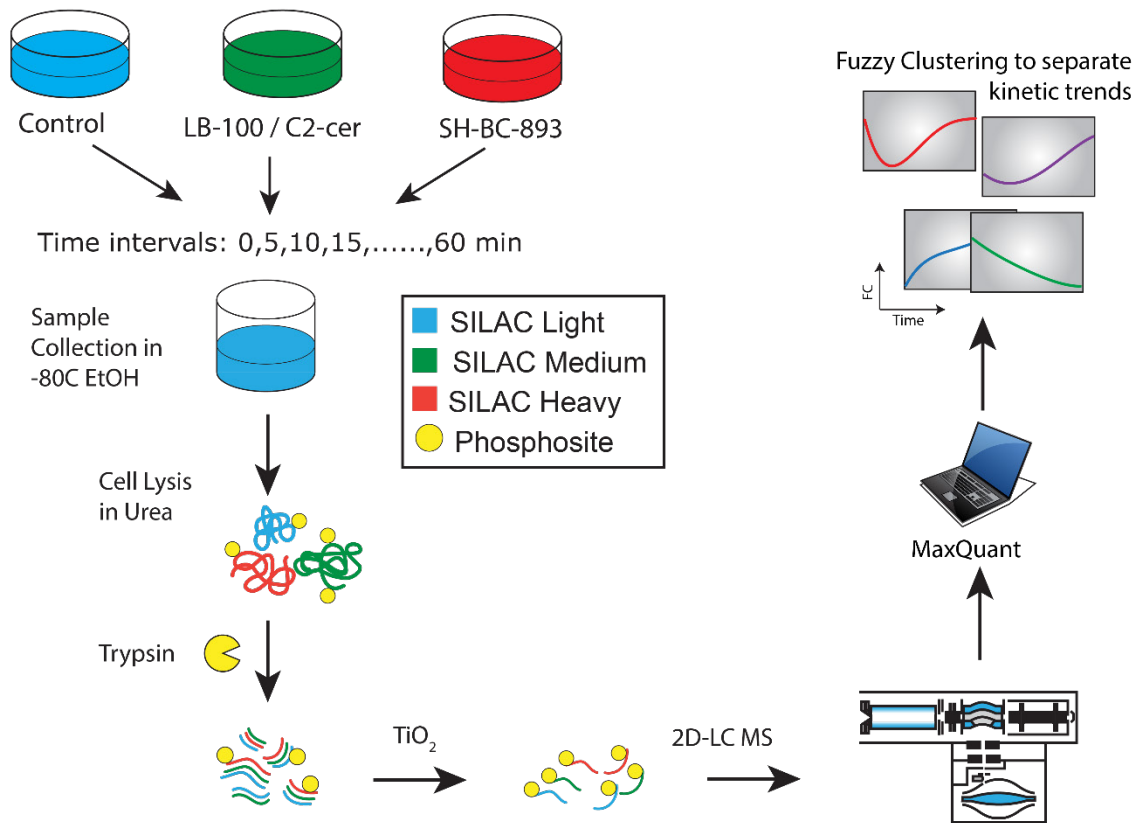 Control
LB-100 / C2-cer
SH-BC-893
Time intervals: 0,5,10,15,......,60 min
Sample
Collection in
-80C EtOH
SILAC Light
SILAC Medium
SILAC Heavy
Phosphosite
Cell Lysis
in Urea
Trypsin
TiO₂
2D-LC MS
MaxQuant
Fuzzy Clustering to separate
kinetic trends
FC
Time